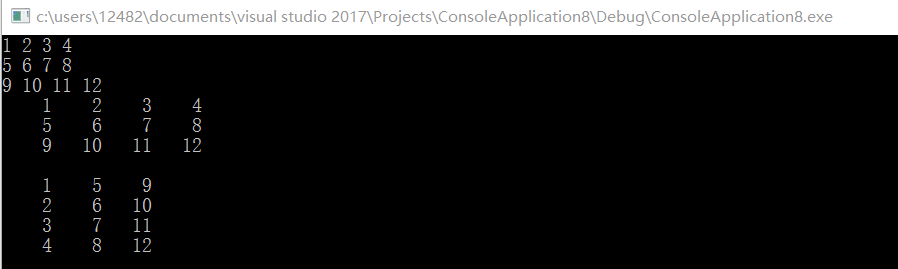 c:\users\12482\documents\visual studio 2017\Projects\ConsoleApplication8\Debug\ConsoleApplication8.exe
1 2 3 4
5 6 7 8
9 10 11 12
    1    2    3    4
    5    6    7    8
    9   10   11   12

    1    5    9
    2    6   10
    3    7   11
    4    8   12